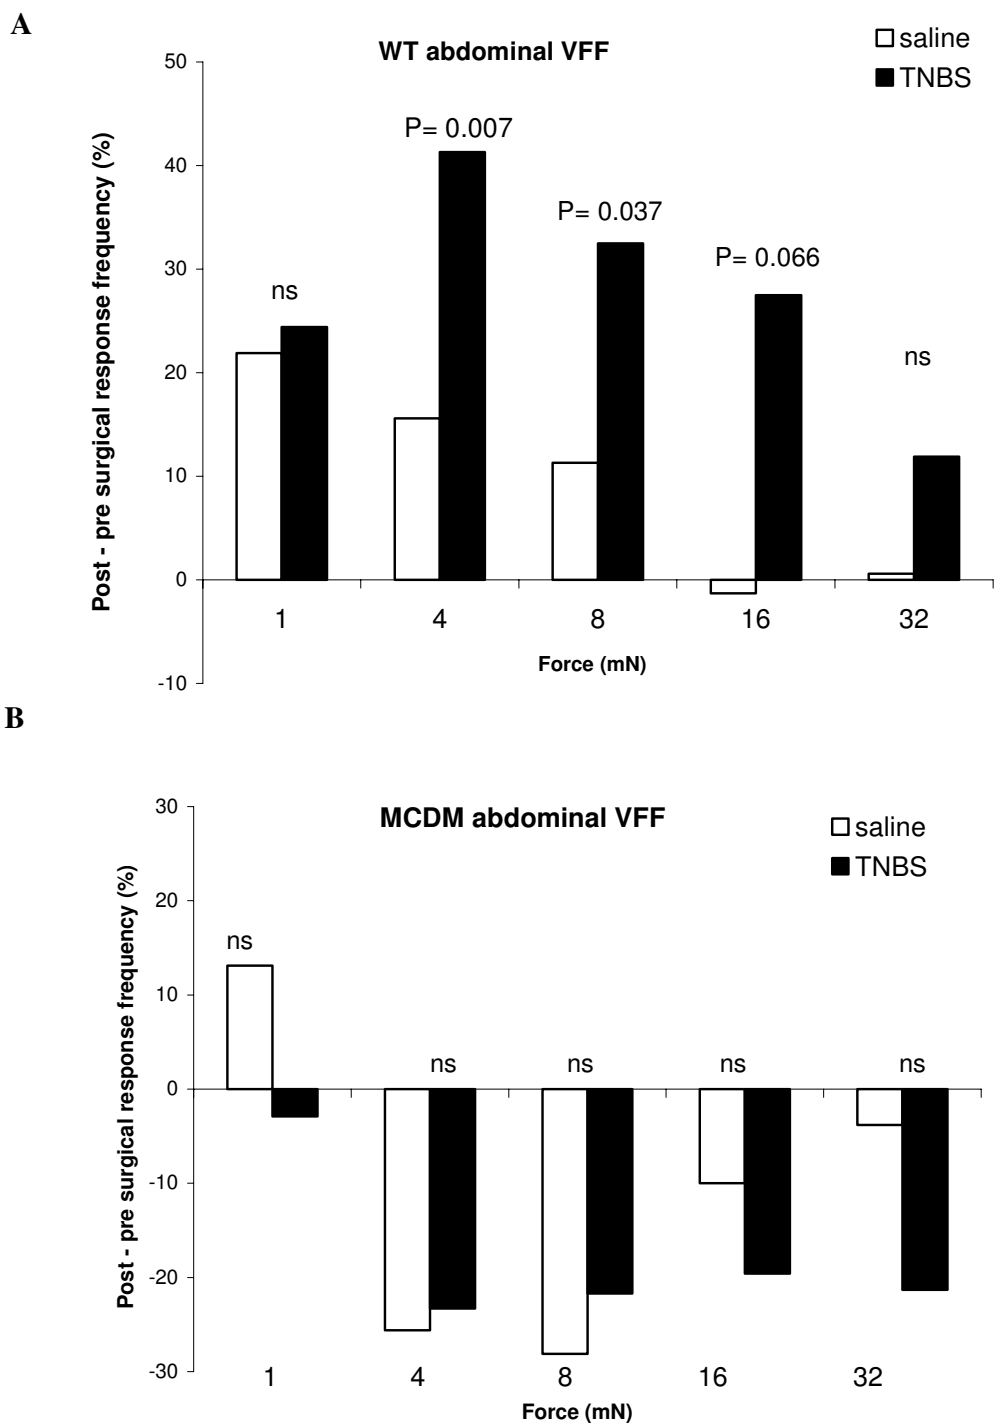 A
WT abdominal VFF
saline
TNBS
Post - pre surgical response frequency (%)
50
40
30
20
10
0
-10
ns
P= 0.007
P= 0.037
P= 0.066
ns
1 4 8 16 32
Force (mN)
B
MCDM abdominal VFF
saline
TNBS
Post - pre surgical response frequency (%)
30
20
10
0
-10
-20
-30
ns
ns ns ns ns
1 4 8 16 32
Force (mN)